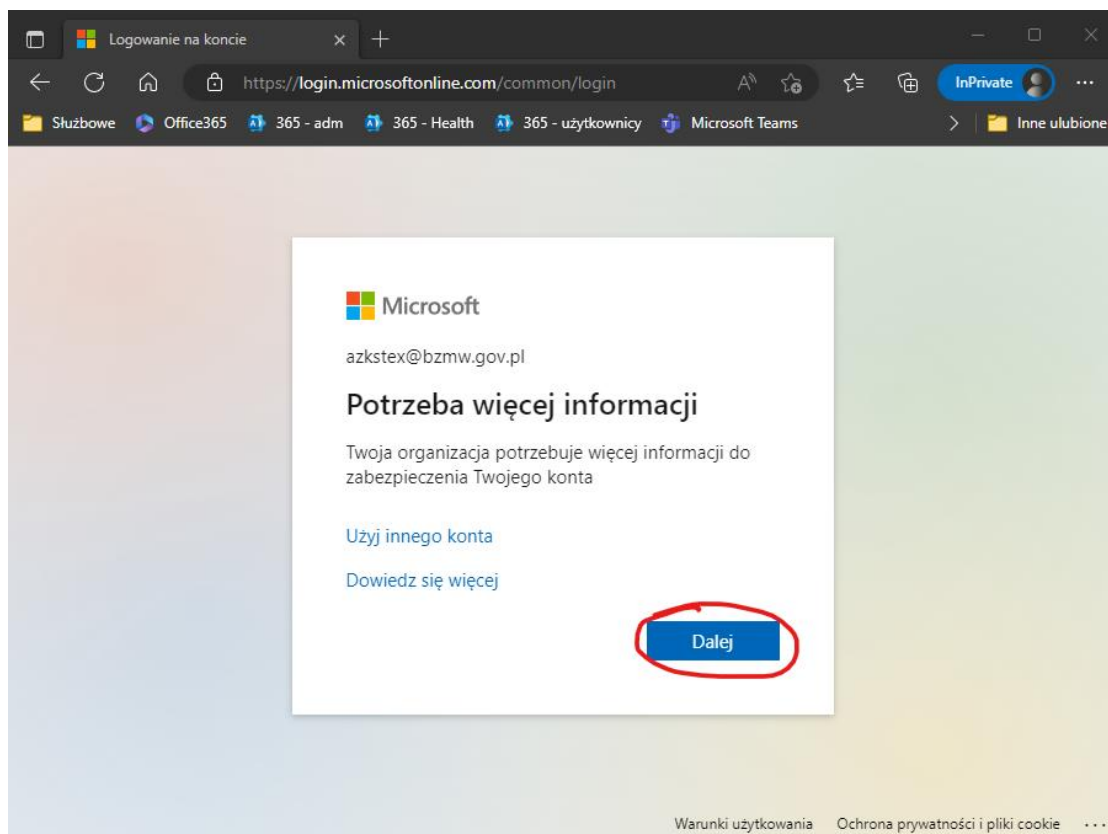 Logowanie na koncie
https://login.microsoftonline.com/common/login
InPrivate
Służbowe Office365 365 - adm 365 - Health 365 - użytkownicy Microsoft Teams Inne ulubione
Microsoft
azkstex@bzmw.gov.pl
Potrzeba więcej informacji
Twoja organizacja potrzebuje więcej informacji do
zabezpieczenia Twojego konta
Użyj innego konta
Dowiedz się więcej
Dalej
Warunki użytkowania Ochrona prywatności i pliki cookie